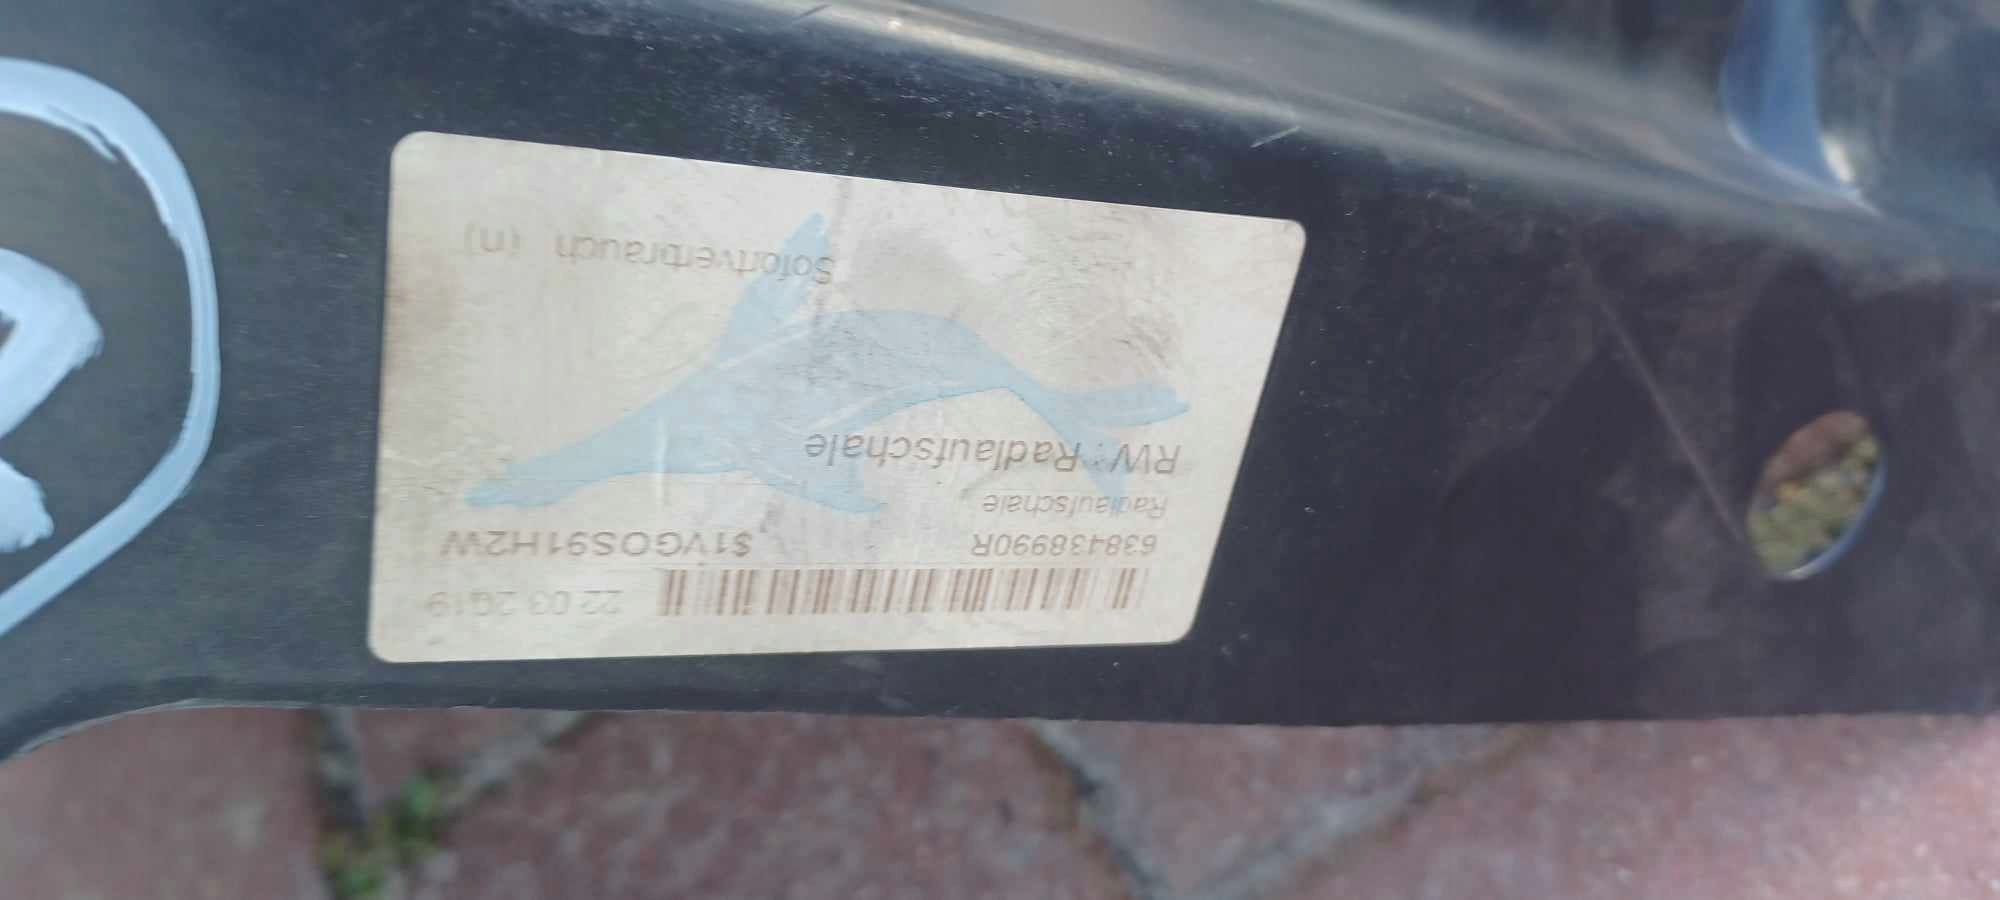 22 03 2019
638438990R $1VGOS91H2W
Radlaufschale
RW : Radlaufschale
Sofortverbrauch (n)